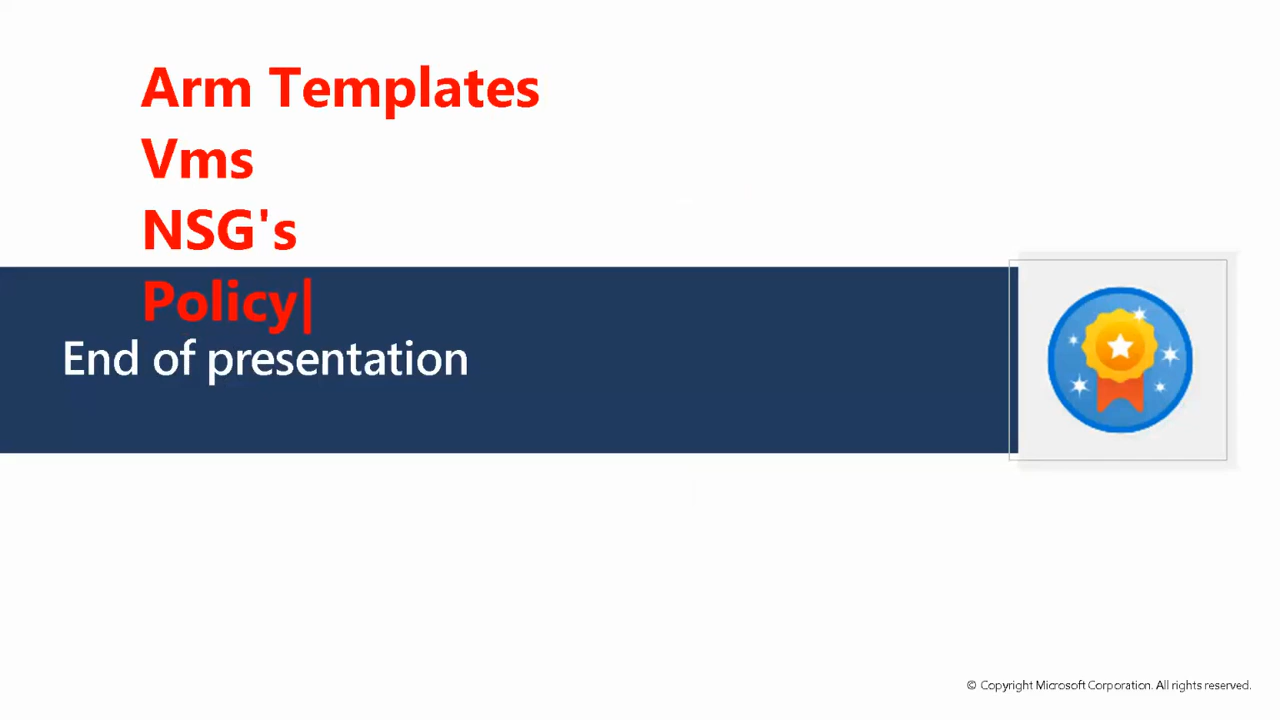 Arm Templates
Vms
NSG's
Policy|
End of presentation
© Copyright Microsoft Corporation. All rights reserved.